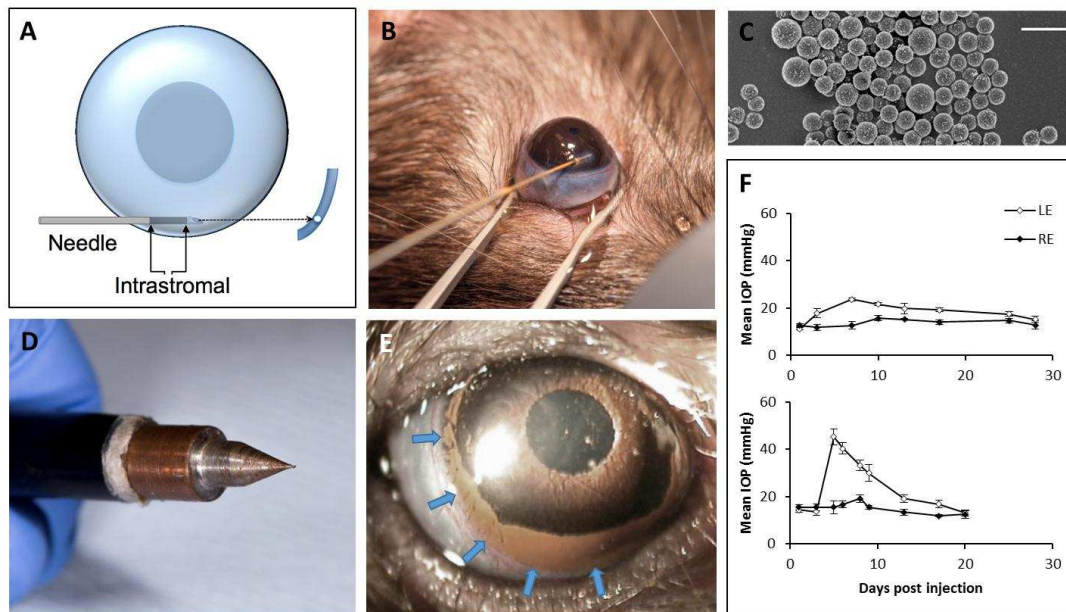 A
Needle
Intrastromal
B
C
D
E
F
Mean IOP (mmHg)
60
40
20
0
LE
RE
0
10
20
30
Mean IOP (mmHg)
60
40
20
0
0
10
20
30
Days post injection